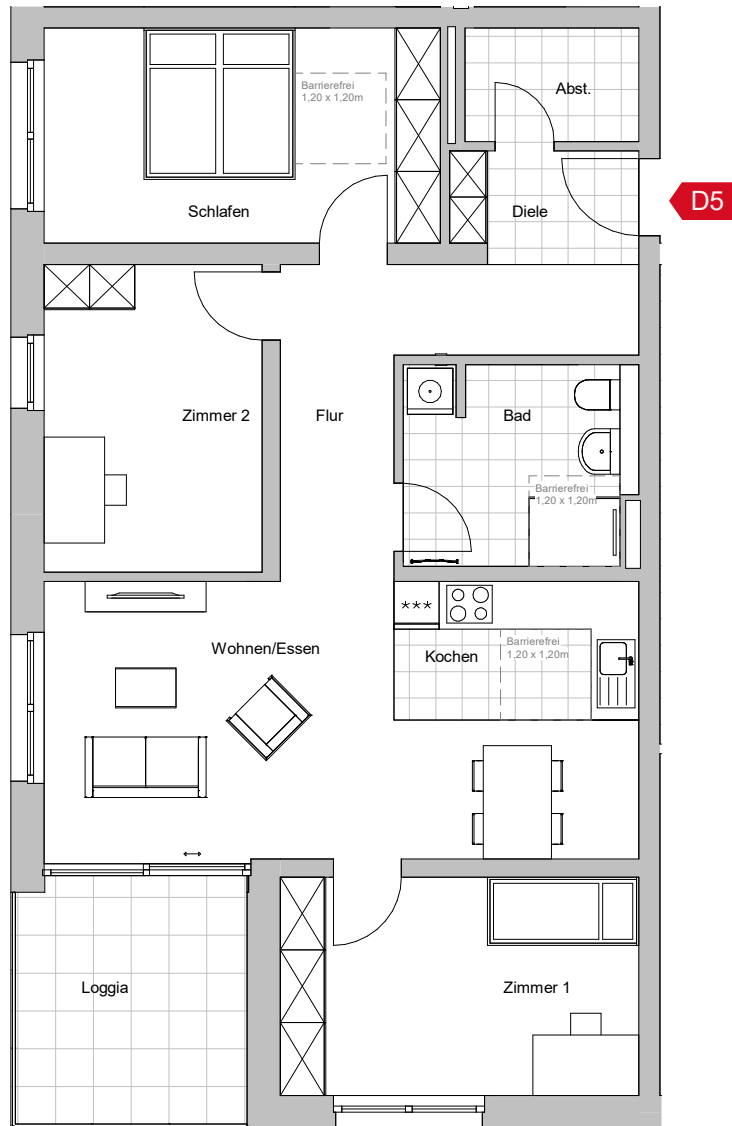 Abst.
Barrierefrei
1,20 x 1,20m
D5
Schlafen
Diele
Zimmer 2
Flur
Bad
Barrierefrei
1,20 x 1,20m
***
Wohnen/Essen
Kochen
Barrierefrei
1,20 x 1,20m
Loggia
Zimmer 1